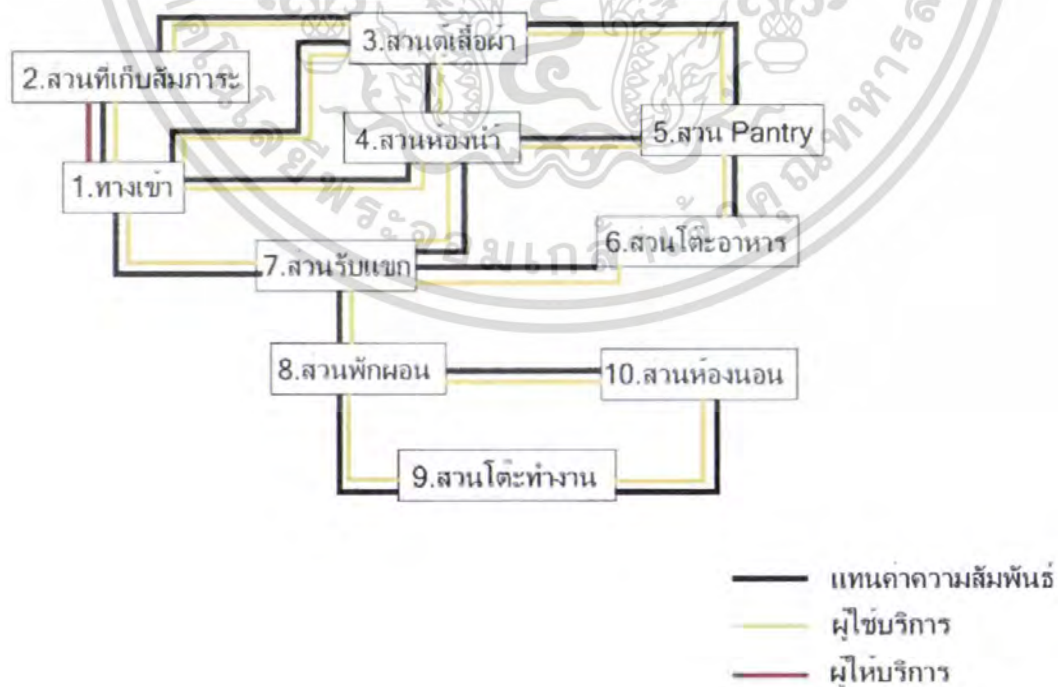 3.สวนตู้เสื้อผา
2.สวนที่เก็บสัมภาระ
4.สวนหองน้ำ
5.สวน Pantry
1.ทางเขา
6.สวนโต๊ะอาหาร
7.สวนรับแขก
8.สวนพักผอน
10.สวนหองนอน
9.สวนโต๊ะทำงาน
แทนคาความสัมพันธ์
ผู้ใชบริการ
ผู้ใหบริการ